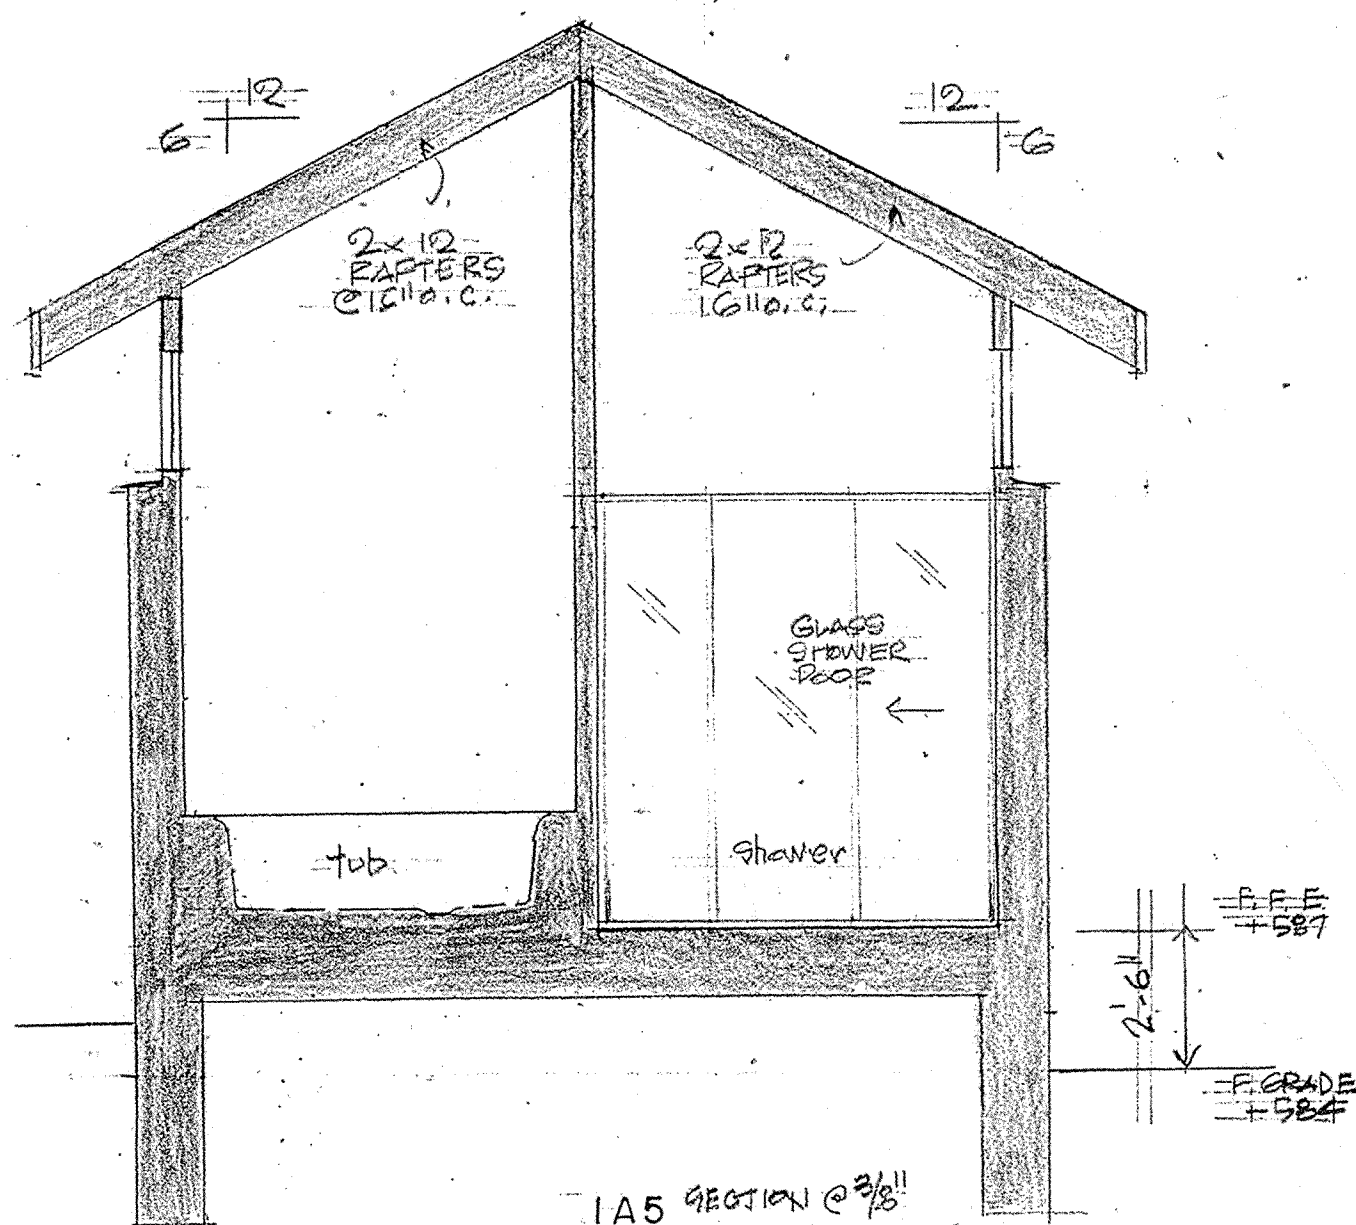 12
6
12
6
2x12
RAFTERS
@16"o.c.
2x12
RAFTERS
16"o.c.
GLASS
SHOWER
DOOR
tub
shower
F.F.E
+587
2'-6"
F.GRADE
+584
1A5 SECTION @ 3/8"